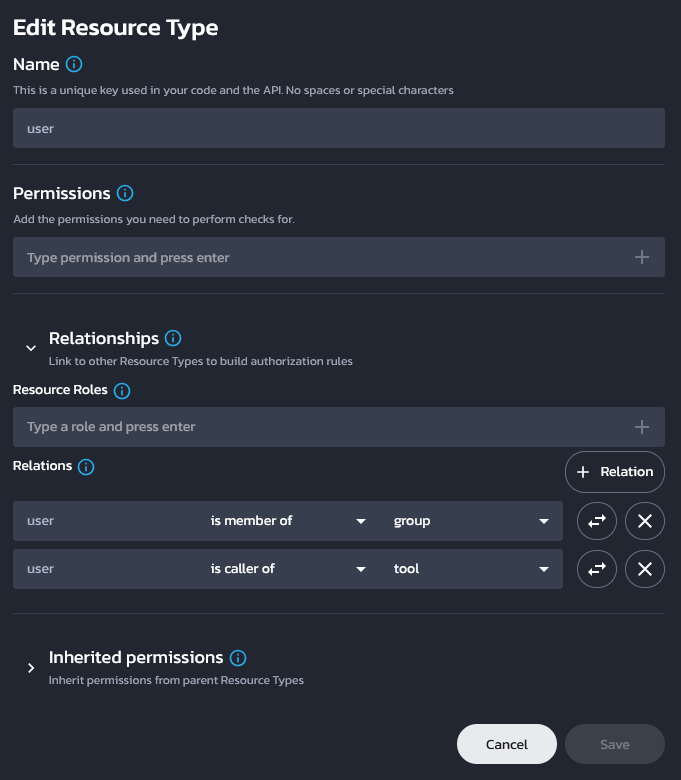 Edit Resource Type
Name
This is a unique key used in your code and the API. No spaces or special characters
user
Permissions
Add the permissions you need to perform checks for.
Type permission and press enter
Relationships
Link to other Resource Types to build authorization rules
Resource Roles
Type a role and press enter
Relations
+ Relation
user is member of group
user is caller of tool
Inherited permissions
Inherit permissions from parent Resource Types
Cancel Save